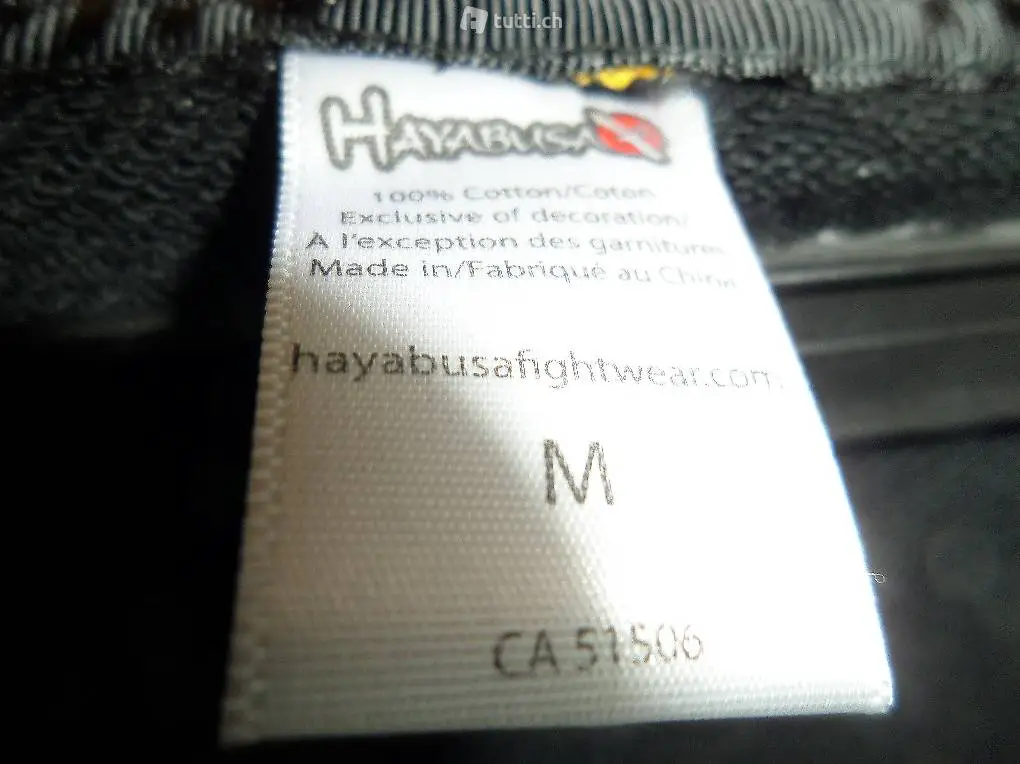 tutti.ch
HAYABUSA
100% Cotton/Coton
Exclusive of decoration/
A l'exception des garnitures
Made in/Fabriqué au Chine
hayabusafightwear.com
M
CA 51506